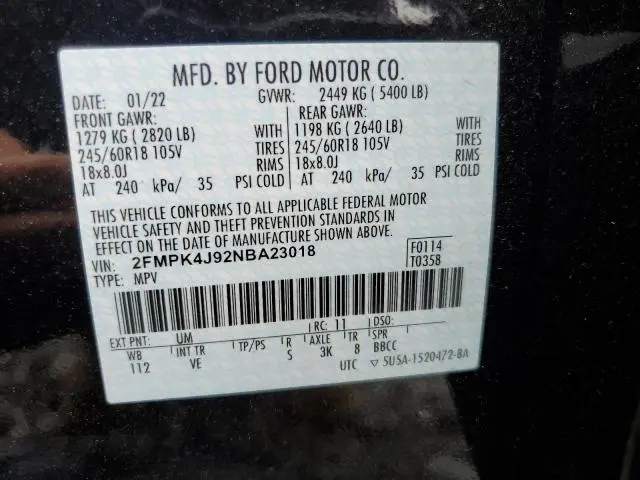 MFD. BY FORD MOTOR CO.
DATE: 01/22 GVWR: 2449 KG ( 5400 LB)
FRONT GAWR: REAR GAWR:
1279 KG ( 2820 LB) WITH 1198 KG ( 2640 LB) WITH
245/60R18 105V TIRES 245/60R18 105V TIRES
18x8.0J RIMS 18x8.0J RIMS
AT 240 kPa/ 35 PSI COLD AT 240 kPa/ 35 PSI COLD
THIS VEHICLE CONFORMS TO ALL APPLICABLE FEDERAL MOTOR
VEHICLE SAFETY AND THEFT PREVENTION STANDARDS IN
EFFECT ON THE DATE OF MANUFACTURE SHOWN ABOVE.
VIN: 2FMPK4J92NBA23018 F0114
TYPE: MPV T0358
EXT PNT: UM RC: 11 DSO:
WB INT TR TP/PS R AXLE TR SPR
112 VE S 3K 8 BBCC
UTC ▽ 5U5A-1520472-BA